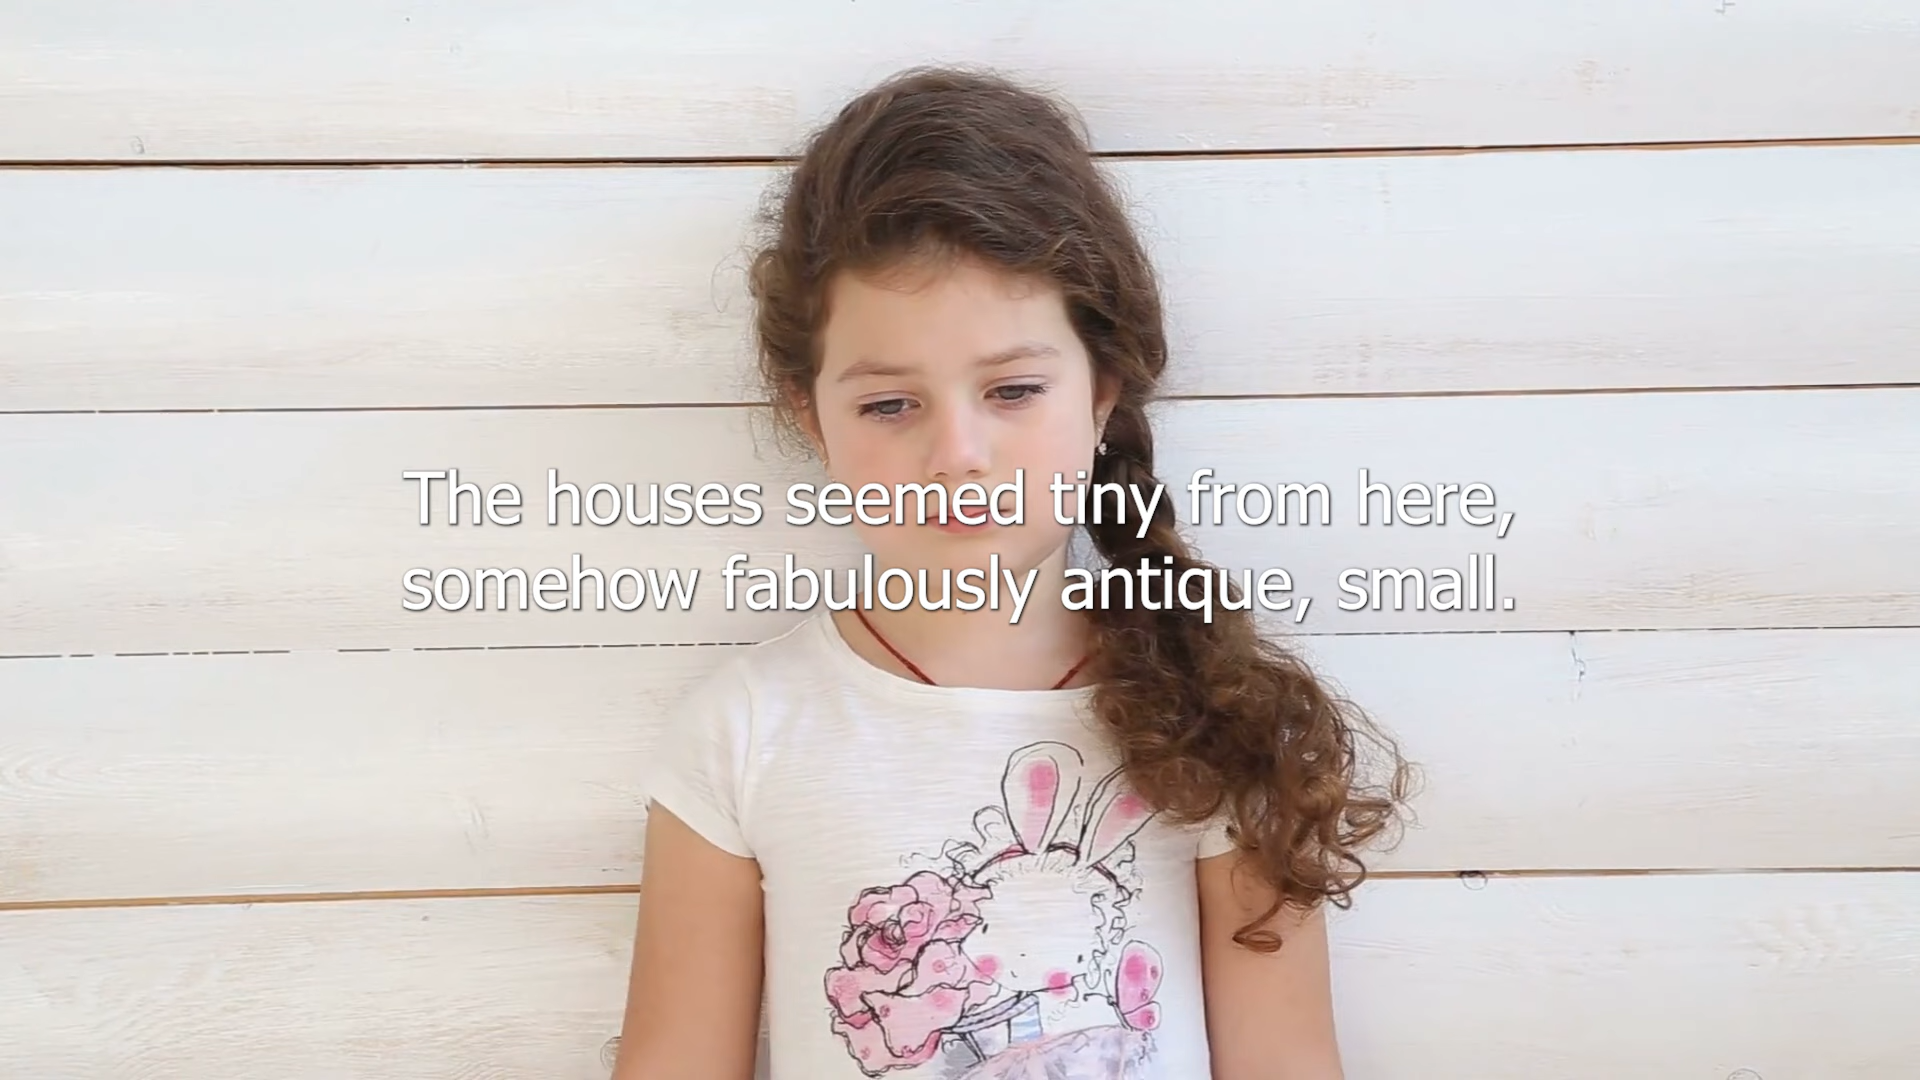 The houses seemed tiny from here,
somehow fabulously antique, small.